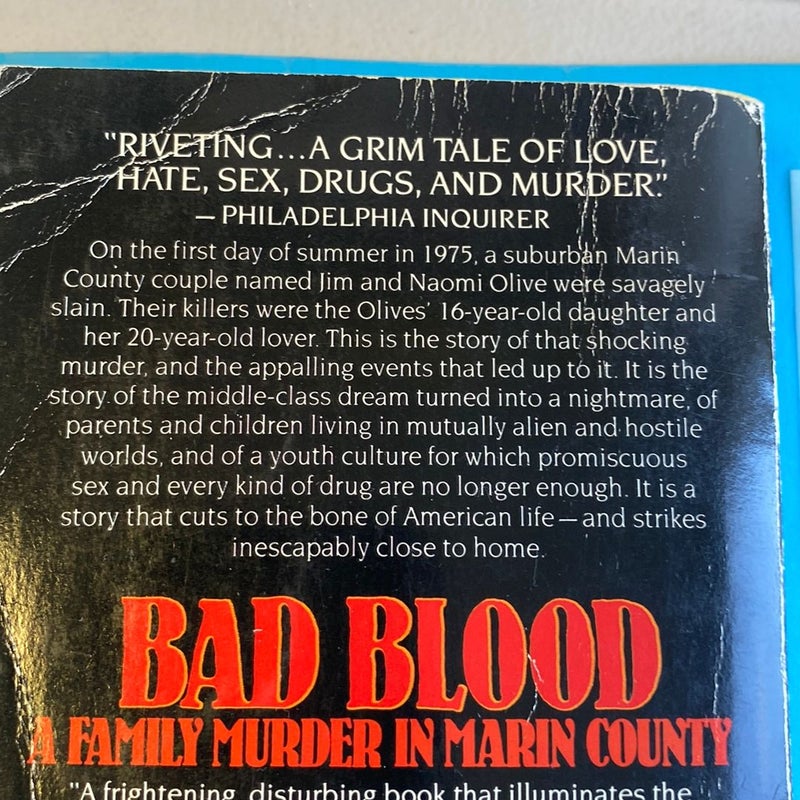 "RIVETING...A GRIM TALE OF LOVE,
HATE, SEX, DRUGS, AND MURDER."
—PHILADELPHIA INQUIRER
On the first day of summer in 1975, a suburban Marin
County couple named Jim and Naomi Olive were savagely
slain. Their killers were the Olives' 16-year-old daughter and
her 20-year-old lover. This is the story of that shocking
murder, and the appalling events that led up to it. It is the
story of the middle-class dream turned into a nightmare, of
parents and children living in mutually alien and hostile
worlds, and of a youth culture for which promiscuous
sex and every kind of drug are no longer enough. It is a
story that cuts to the bone of American life—and strikes
inescapably close to home.
BAD BLOOD
A FAMILY MURDER IN MARIN COUNTY
"A frightening, disturbing book that illuminates the